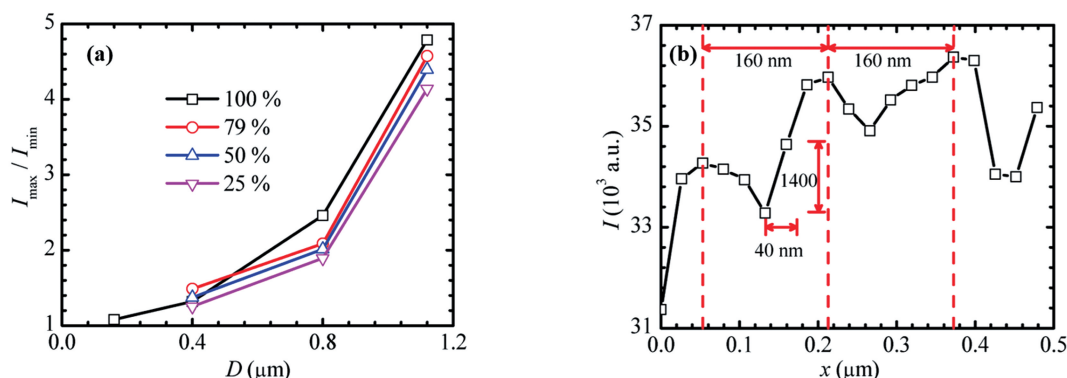 (a)
5
4
3
2
1
I_max / I_min
100 %
79 %
50 %
25 %
0.0 0.4 0.8 1.2
D (μm)
(b)
37
35
33
31
I (10³ a.u.)
160 nm 160 nm
1400
40 nm
0.0 0.1 0.2 0.3 0.4 0.5
x (μm)